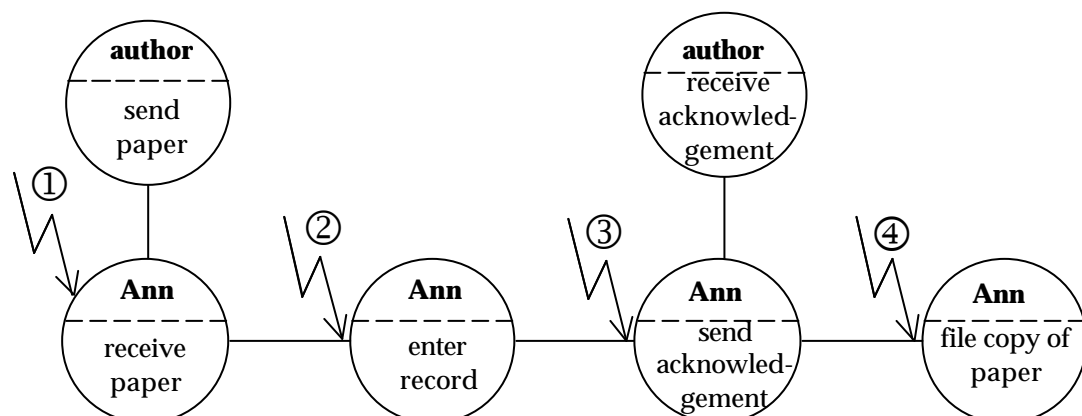 author
send
paper
author
receive
acknowled-
gement
①
②
③
④
Ann
receive
paper
Ann
enter
record
Ann
send
acknowled-
gement
Ann
file copy of
paper